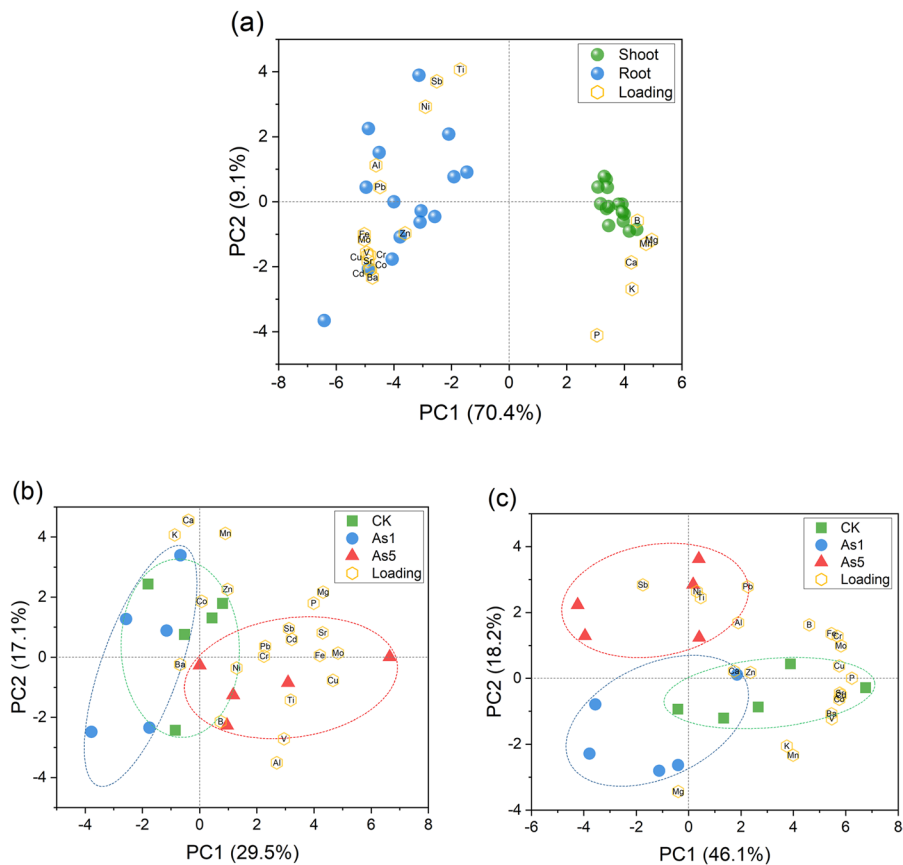 (a)
Shoot
Root
Loading
Ti
Sb
Ni
Al
Pb
Fe
Mo
Zn
V
Cr
Cu
Sr
Co
Cd
Ba
B
Mg
Mn
Ca
K
P
4
2
0
-2
-4
-8 -6 -4 -2 0 2 4 6
PC2 (9.1%)
PC1 (70.4%)
(b)
CK
As1
As5
Loading
Ca
K
Mn
Zn
Co
Mg
P
Sb
Cd
Sr
Pb
Cr
Fe
Mo
Ba
Ni
Cu
Ti
B
V
Al
4
2
0
-2
-4
-4 -2 0 2 4 6 8
PC2 (17.1%)
PC1 (29.5%)
(c)
CK
As1
As5
Loading
Sb
Ni
Ti
Pb
Al
B
Fe
Cr
Mo
Cu
Ca
Zn
P
Ba
V
K
Mn
Mg
4
2
0
-2
-4
-6 -4 -2 0 2 4 6 8
PC2 (18.2%)
PC1 (46.1%)